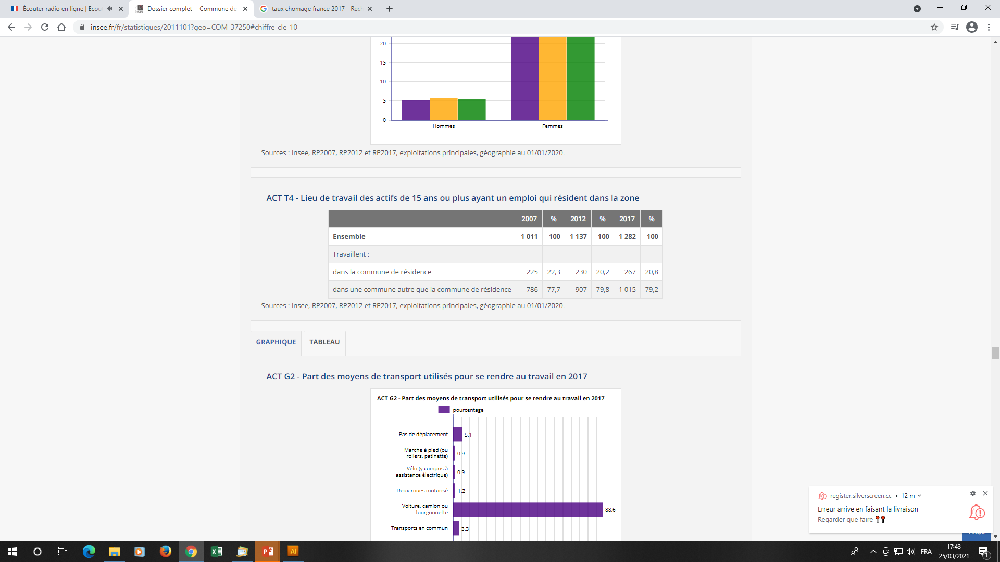 Écouter radio en ligne | Ecou
Dossier complet − Commune de
taux chomage france 2017 - Rech
insee.fr/fr/statistiques/2011101?geo=COM-37250#chiffre-cle-10
20
15
10
5
0
Hommes
Femmes
Sources : Insee, RP2007, RP2012 et RP2017, exploitations principales, géographie au 01/01/2020.
ACT T4 - Lieu de travail des actifs de 15 ans ou plus ayant un emploi qui résident dans la zone
2007 % 2012 % 2017 %
Ensemble 1 011 100 1 137 100 1 282 100
Travaillent :
dans la commune de résidence 225 22,3 230 20,2 267 20,8
dans une commune autre que la commune de résidence 786 77,7 907 79,8 1 015 79,2
Sources : Insee, RP2007, RP2012 et RP2017, exploitations principales, géographie au 01/01/2020.
GRAPHIQUE TABLEAU
ACT G2 - Part des moyens de transport utilisés pour se rendre au travail en 2017
ACT G2 - Part des moyens de transport utilisés pour se rendre au travail en 2017
pourcentage
Pas de déplacement 5.1
Marche à pied (ou
rollers, patinette) 0.9
Vélo (y compris à
assistance électrique) 0.9
Deux-roues motorisé 1.2
Voiture, camion ou
fourgonnette 88.6
Transports en commun 3.3
register.silverscreen.cc • 12 m
Erreur arrive en faisant la livraison
Regarder que faire
PAGE
FRA
17:43
25/03/2021
1